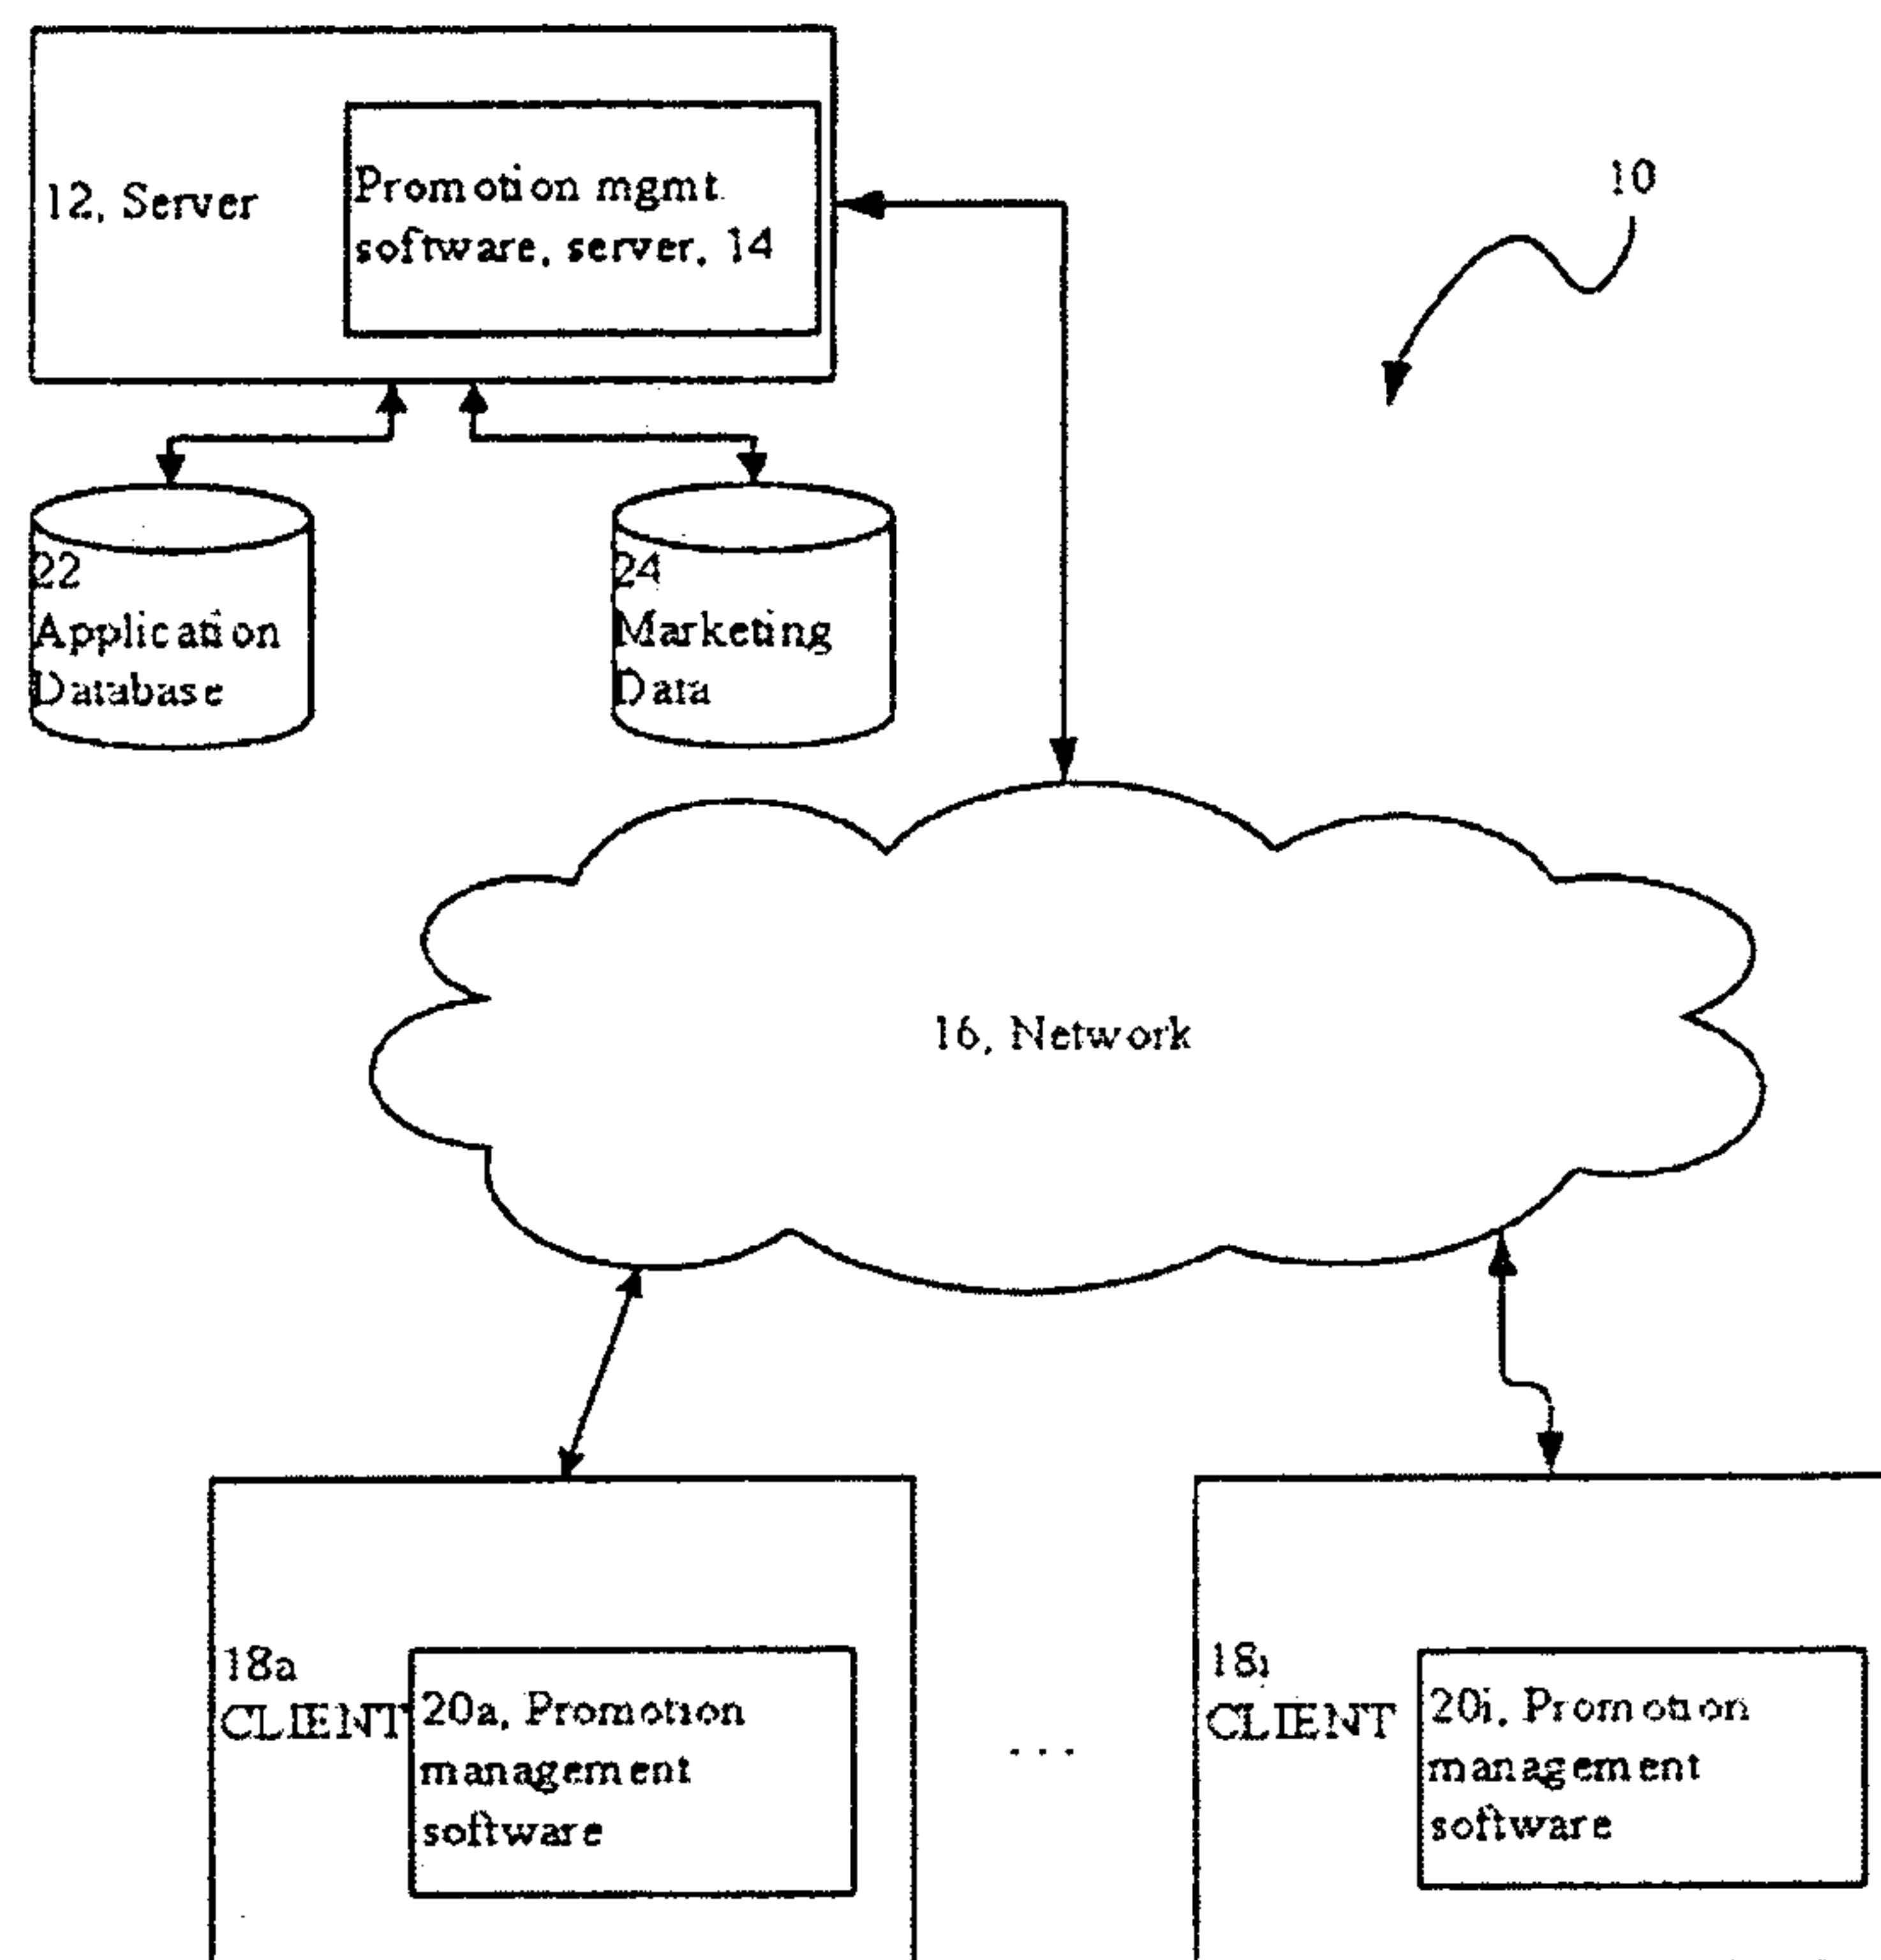 12, Server
Promotion mgmt
software, server, 14
10
22
Application
Database
24
Marketing
Data
16, Network
18a
CLIENT
20a, Promotion
management
software
...
18i
CLIENT
20i, Promotion
management
software